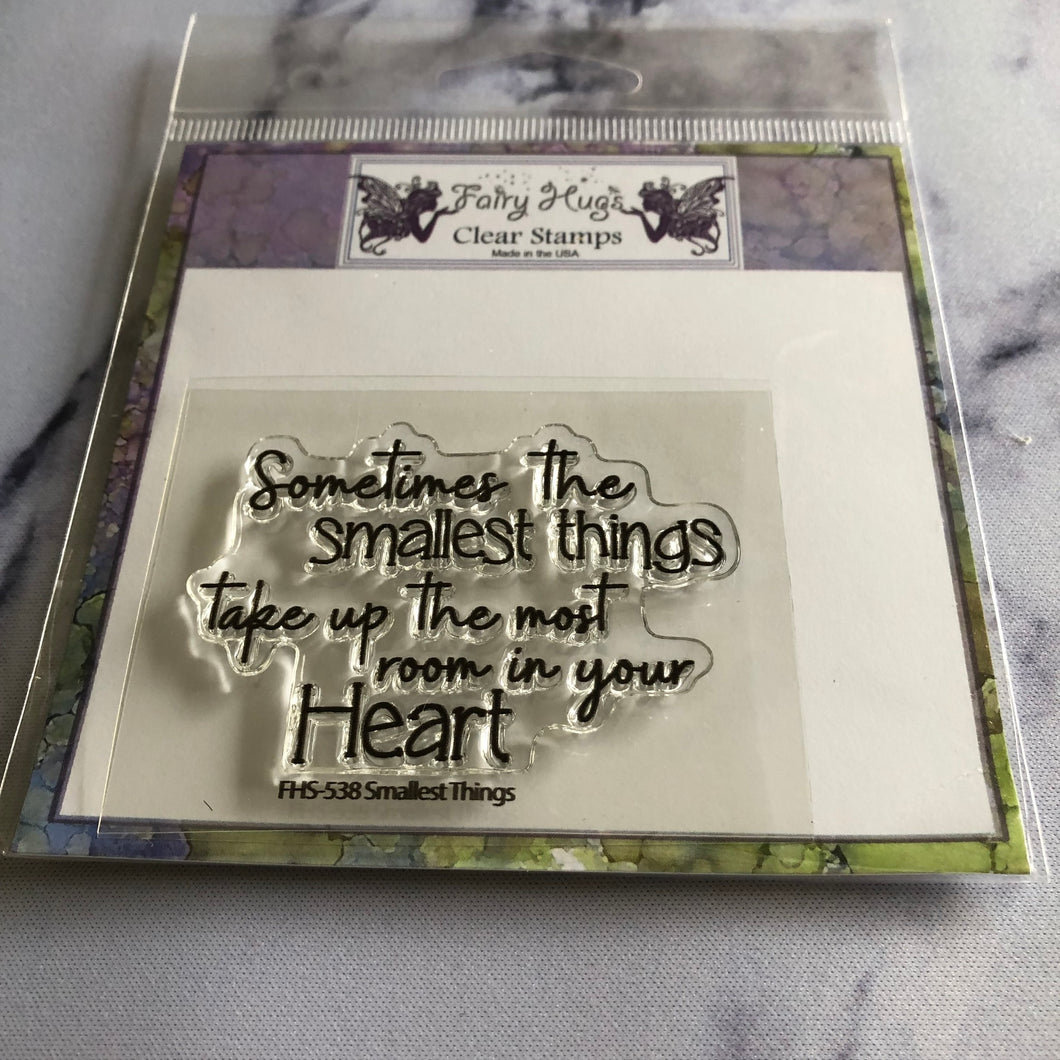 Fairy Hugs
Clear Stamps
Made in the USA
Sometimes the
smallest things
take up the most
room in your
Heart
FHS-538 Smallest Things